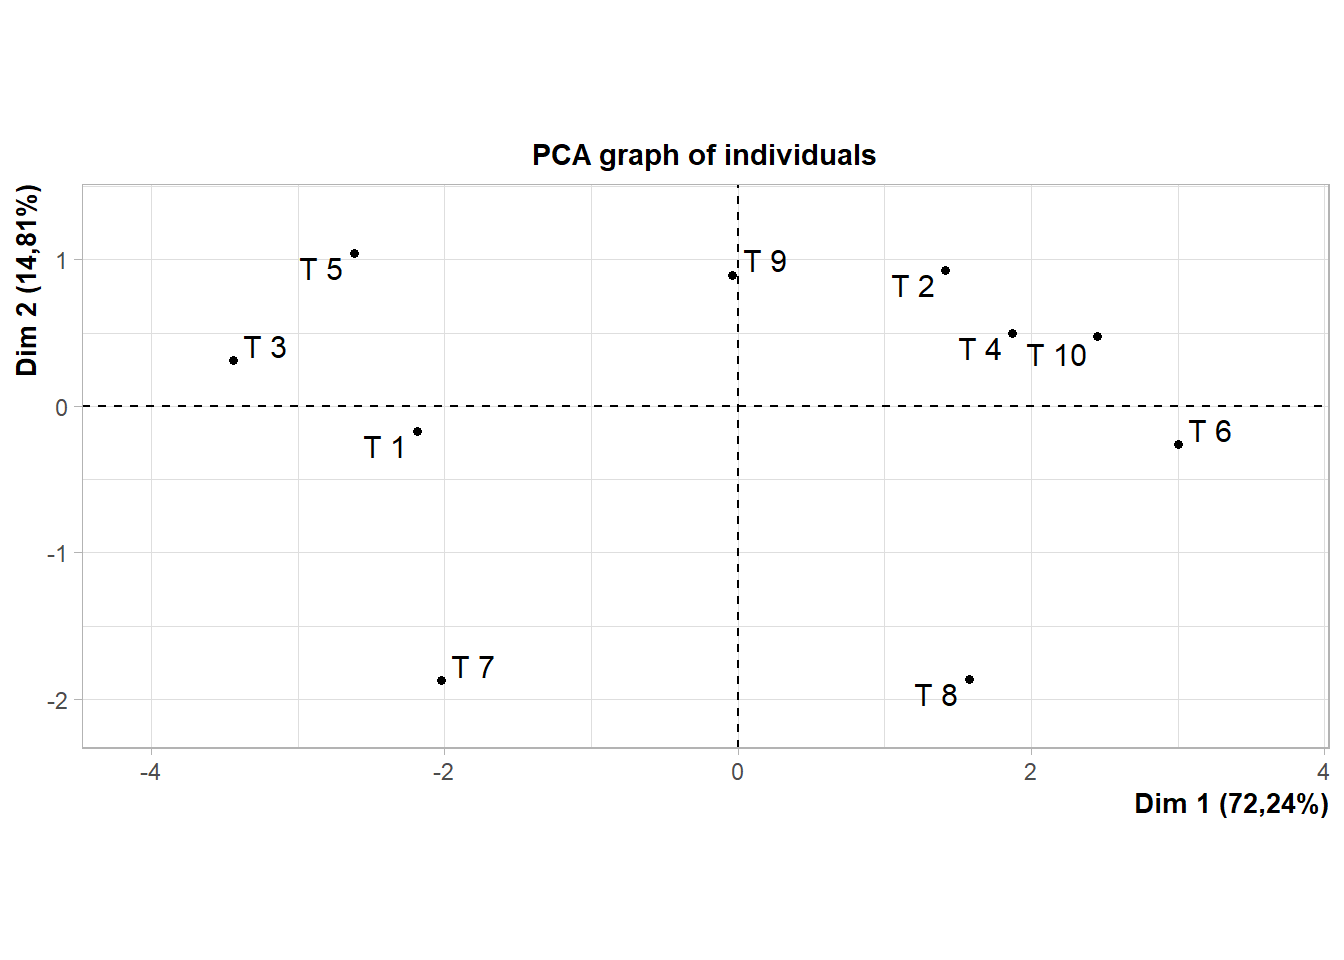 PCA graph of individuals
Dim 2 (14,81%)
1
0
-1
-2
T 5
T 9
T 2
T 3
T 4
T 10
T 1
T 6
T 7
T 8
-4
-2
0
2
4
Dim 1 (72,24%)